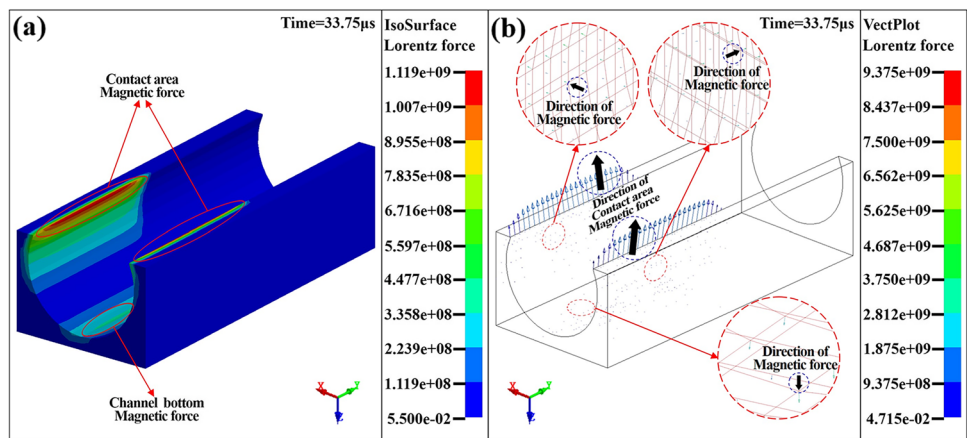 (a)
Time=33.75μs
IsoSurface
Lorentz force
Contact area
Magnetic force
1.119e+09
1.007e+09
8.955e+08
7.835e+08
6.716e+08
5.597e+08
4.477e+08
3.358e+08
2.239e+08
1.119e+08
5.500e-02
Channel bottom
Magnetic force
X
Y
Z
(b)
Time=33.75μs
VectPlot
Lorentz force
Direction of
Magnetic force
Direction of
Magnetic force
Direction of
Contact area
Magnetic force
Direction of
Magnetic force
9.375e+09
8.437e+09
7.500e+09
6.562e+09
5.625e+09
4.687e+09
3.750e+09
2.812e+09
1.875e+09
9.375e+08
4.715e-02
X
Y
Z